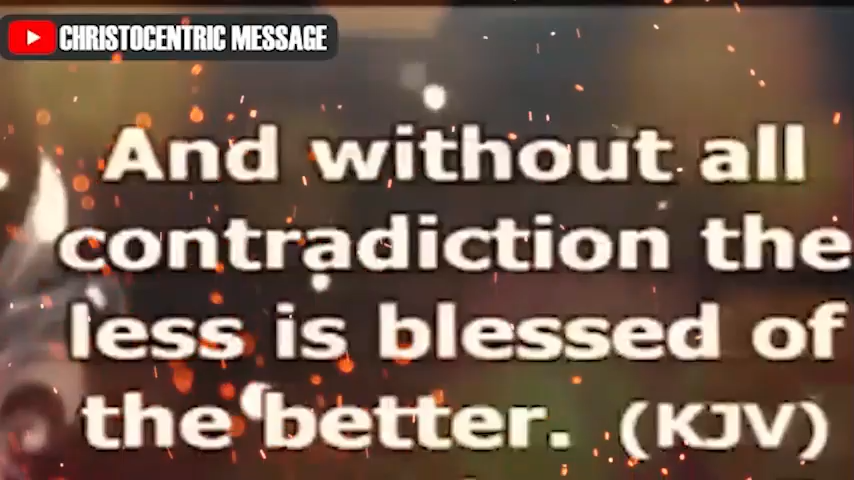 CHRISTOCENTRIC MESSAGE
And without all
contradiction the
less is blessed of
the better. (KJV)